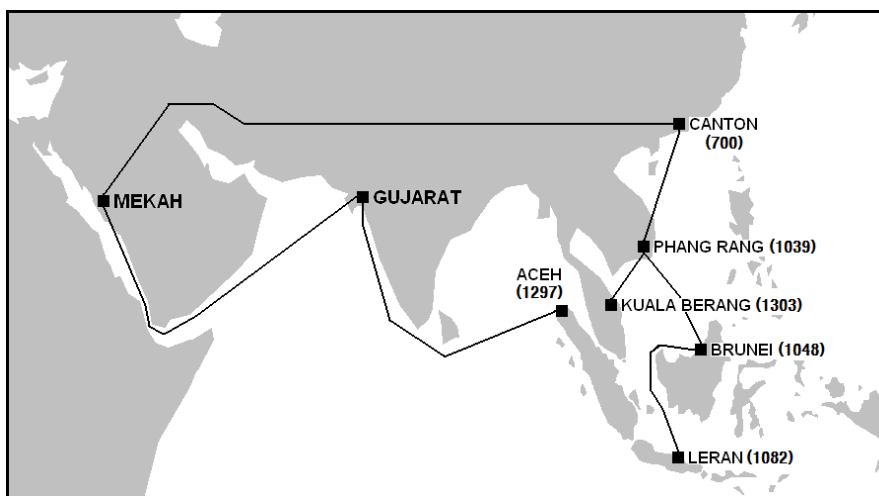 CANTON
(700)
MEKAH
GUJARAT
PHANG RANG (1039)
ACEH
(1297)
KUALA BERANG (1303)
BRUNEI (1048)
LERAN (1082)